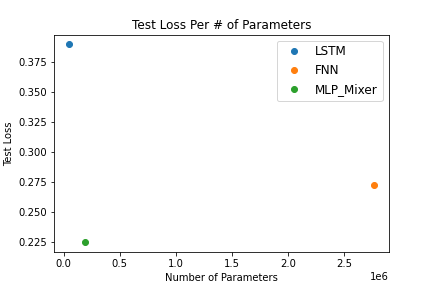 Test Loss Per # of Parameters
LSTM
FNN
MLP_Mixer
Test Loss
0.375
0.350
0.325
0.300
0.275
0.250
0.225
0.0 0.5 1.0 1.5 2.0 2.5
1e6
Number of Parameters